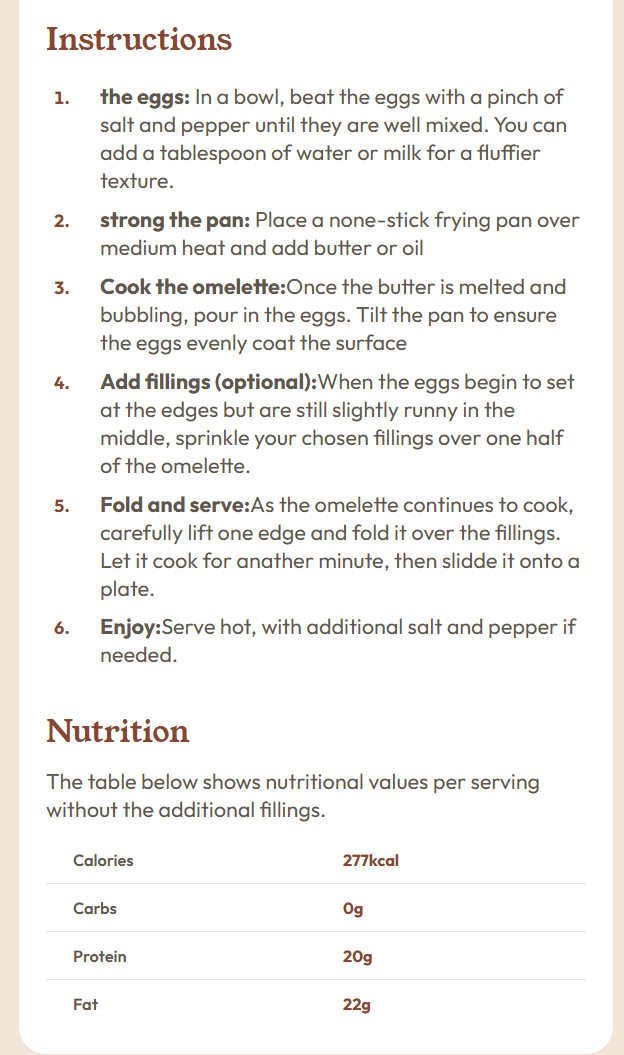 Instructions
1. the eggs: In a bowl, beat the eggs with a pinch of
salt and pepper until they are well mixed. You can
add a tablespoon of water or milk for a fluffier
texture.
2. strong the pan: Place a none-stick frying pan over
medium heat and add butter or oil
3. Cook the omelette:Once the butter is melted and
bubbling, pour in the eggs. Tilt the pan to ensure
the eggs evenly coat the surface
4. Add fillings (optional):When the eggs begin to set
at the edges but are still slightly runny in the
middle, sprinkle your chosen fillings over one half
of the omelette.
5. Fold and serve:As the omelette continues to cook,
carefully lift one edge and fold it over the fillings.
Let it cook for anather minute, then slidde it onto a
plate.
6. Enjoy:Serve hot, with additional salt and pepper if
needed.
Nutrition
The table below shows nutritional values per serving
without the additional fillings.
Calories 277kcal
Carbs 0g
Protein 20g
Fat 22g